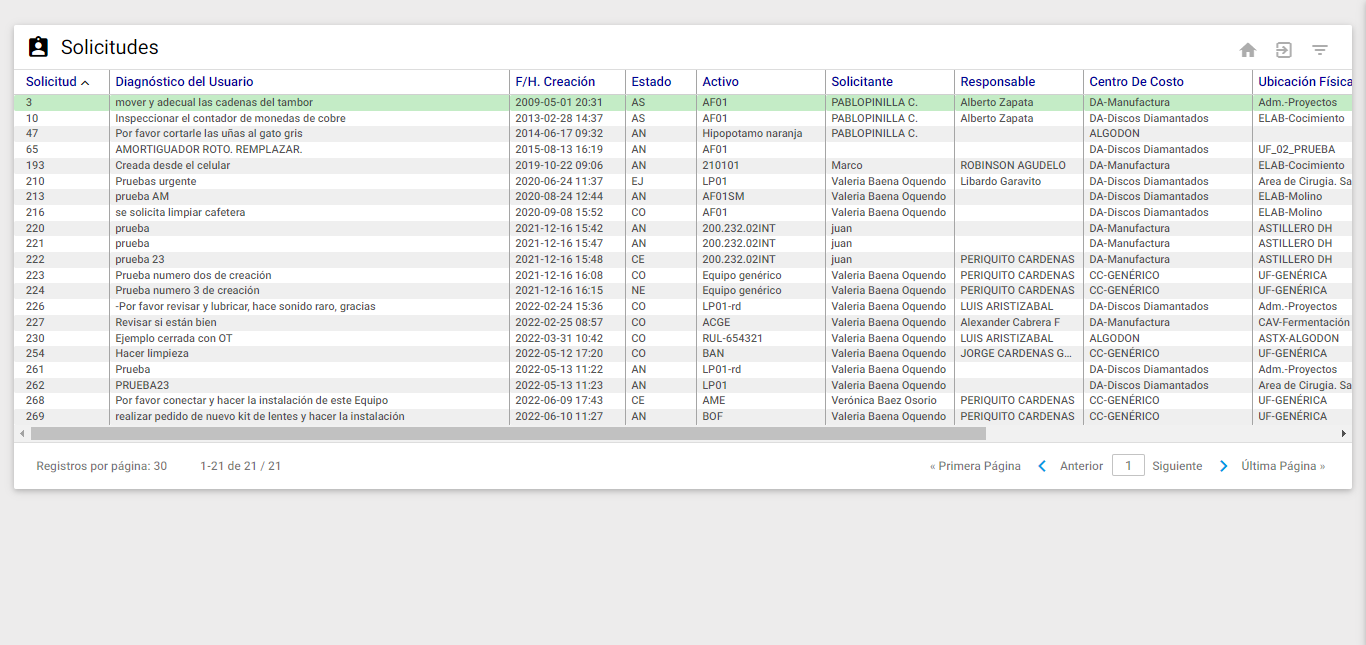 Solicitudes
Solicitud Diagnóstico del Usuario F/H. Creación Estado Activo Solicitante Responsable Centro De Costo Ubicación Física
3 mover y adecual las cadenas del tambor 2009-05-01 20:31 AS AF01 PABLOPINILLA C. Alberto Zapata DA-Manufactura Adm.-Proyectos
10 Inspeccionar el contador de monedas de cobre 2013-02-28 14:37 AS AF01 PABLOPINILLA C. Alberto Zapata DA-Discos Diamantados ELAB-Cocimiento
47 Por favor cortarle las uñas al gato gris 2014-06-17 09:32 AN Hipopotamo naranja PABLOPINILLA C. ALGODON
65 AMORTIGUADOR ROTO. REMPLAZAR. 2015-08-13 16:19 AN AF01 DA-Discos Diamantados UF_02_PRUEBA
193 Creada desde el celular 2019-10-22 09:06 AN 210101 Marco ROBINSON AGUDELO DA-Manufactura ELAB-Cocimiento
210 Pruebas urgente 2020-06-24 11:37 EJ LP01 Valeria Baena Oquendo Libardo Garavito DA-Discos Diamantados Area de Cirugia. Sa
213 prueba AM 2020-08-24 12:44 AN AF01SM Valeria Baena Oquendo DA-Discos Diamantados ELAB-Molino
216 se solicita limpiar cafetera 2020-09-08 15:52 CO AF01 Valeria Baena Oquendo DA-Discos Diamantados ELAB-Molino
220 prueba 2021-12-16 15:42 AN 200.232.02INT juan DA-Manufactura ASTILLERO DH
221 prueba 2021-12-16 15:47 AN 200.232.02INT juan DA-Manufactura ASTILLERO DH
222 prueba 23 2021-12-16 15:48 CE 200.232.02INT juan PERIQUITO CARDENAS DA-Manufactura ASTILLERO DH
223 Prueba numero dos de creación 2021-12-16 16:08 CO Equipo genérico Valeria Baena Oquendo PERIQUITO CARDENAS CC-GENÉRICO UF-GENÉRICA
224 Prueba numero 3 de creación 2021-12-16 16:15 NE Equipo genérico Valeria Baena Oquendo PERIQUITO CARDENAS CC-GENÉRICO UF-GENÉRICA
226 -Por favor revisar y lubricar, hace sonido raro, gracias 2022-02-24 15:36 CO LP01-rd Valeria Baena Oquendo LUIS ARISTIZABAL DA-Discos Diamantados Adm.-Proyectos
227 Revisar si están bien 2022-02-25 08:57 CO ACGE Valeria Baena Oquendo Alexander Cabrera F DA-Manufactura CAV-Fermentación
230 Ejemplo cerrada con OT 2022-03-31 10:42 CO RUL-654321 Valeria Baena Oquendo LUIS ARISTIZABAL ALGODON ASTX-ALGODON
254 Hacer limpieza 2022-05-12 17:20 CO BAN Valeria Baena Oquendo JORGE CARDENAS G... CC-GENÉRICO UF-GENÉRICA
261 Prueba 2022-05-13 11:22 AN LP01-rd Valeria Baena Oquendo DA-Discos Diamantados Adm.-Proyectos
262 PRUEBA23 2022-05-13 11:23 AN LP01 Valeria Baena Oquendo DA-Discos Diamantados Area de Cirugia. Sa
268 Por favor conectar y hacer la instalación de este Equipo 2022-06-09 17:43 CE AME Verónica Baez Osorio PERIQUITO CARDENAS CC-GENÉRICO UF-GENÉRICA
269 realizar pedido de nuevo kit de lentes y hacer la instalación 2022-06-10 11:27 AN BOF Valeria Baena Oquendo PERIQUITO CARDENAS CC-GENÉRICO UF-GENÉRICA
Registros por página: 30 1-21 de 21 / 21 « Primera Página Anterior 1 Siguiente Última Página »